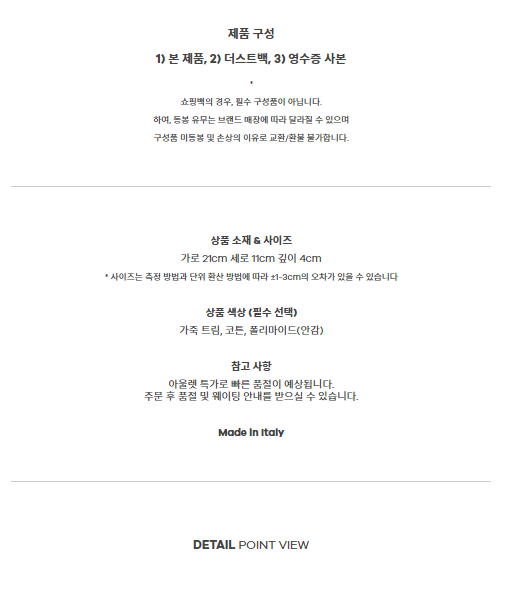 제품 구성
1) 본 제품, 2) 더스트백, 3) 영수증 사본
*
쇼핑백의 경우, 필수 구성품이 아닙니다.
하여, 동봉 유무는 브랜드 매장에 따라 달라질 수 있으며
구성품 미동봉 및 손상의 이유로 교환/환불 불가합니다.
상품 소재 & 사이즈
가로 21cm 세로 11cm 깊이 4cm
* 사이즈는 측정 방법과 단위 환산 방법에 따라 ±1-3cm의 오차가 있을 수 있습니다
상품 색상 (필수 선택)
가죽 트림, 코튼, 폴리마이드(안감)
참고 사항
아울렛 특가로 빠른 품절이 예상됩니다.
주문 후 품절 및 웨이팅 안내를 받으실 수 있습니다.
Made in Italy
DETAIL POINT VIEW